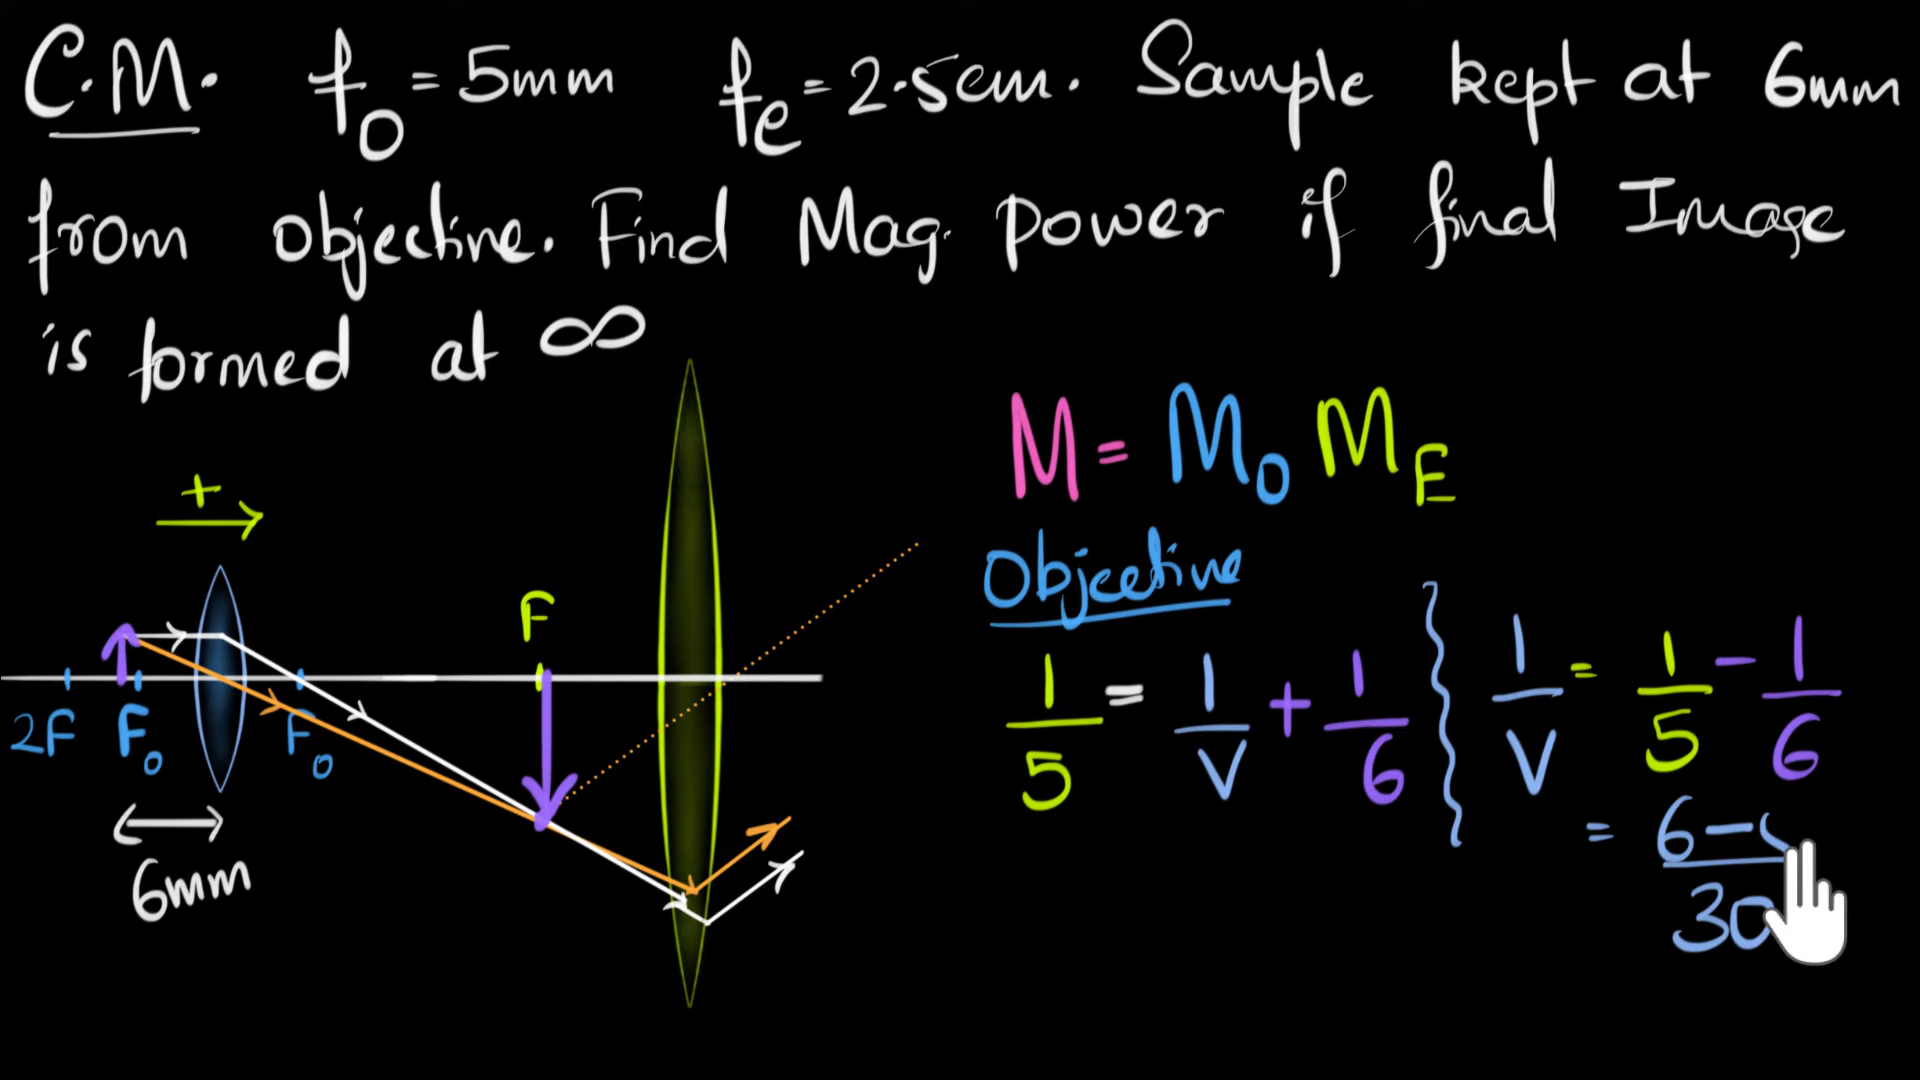 C.M. f₀ = 5mm fe = 2.5cm. Sample kept at 6mm
from objective. Find Mag. power if final Image
is formed at ∞
M = M₀ M_E
+
Objective
F
1/5 = 1/V + 1/6
1/V = 1/5 − 1/6
2F F₀ F₀
= 6 − /30
6mm